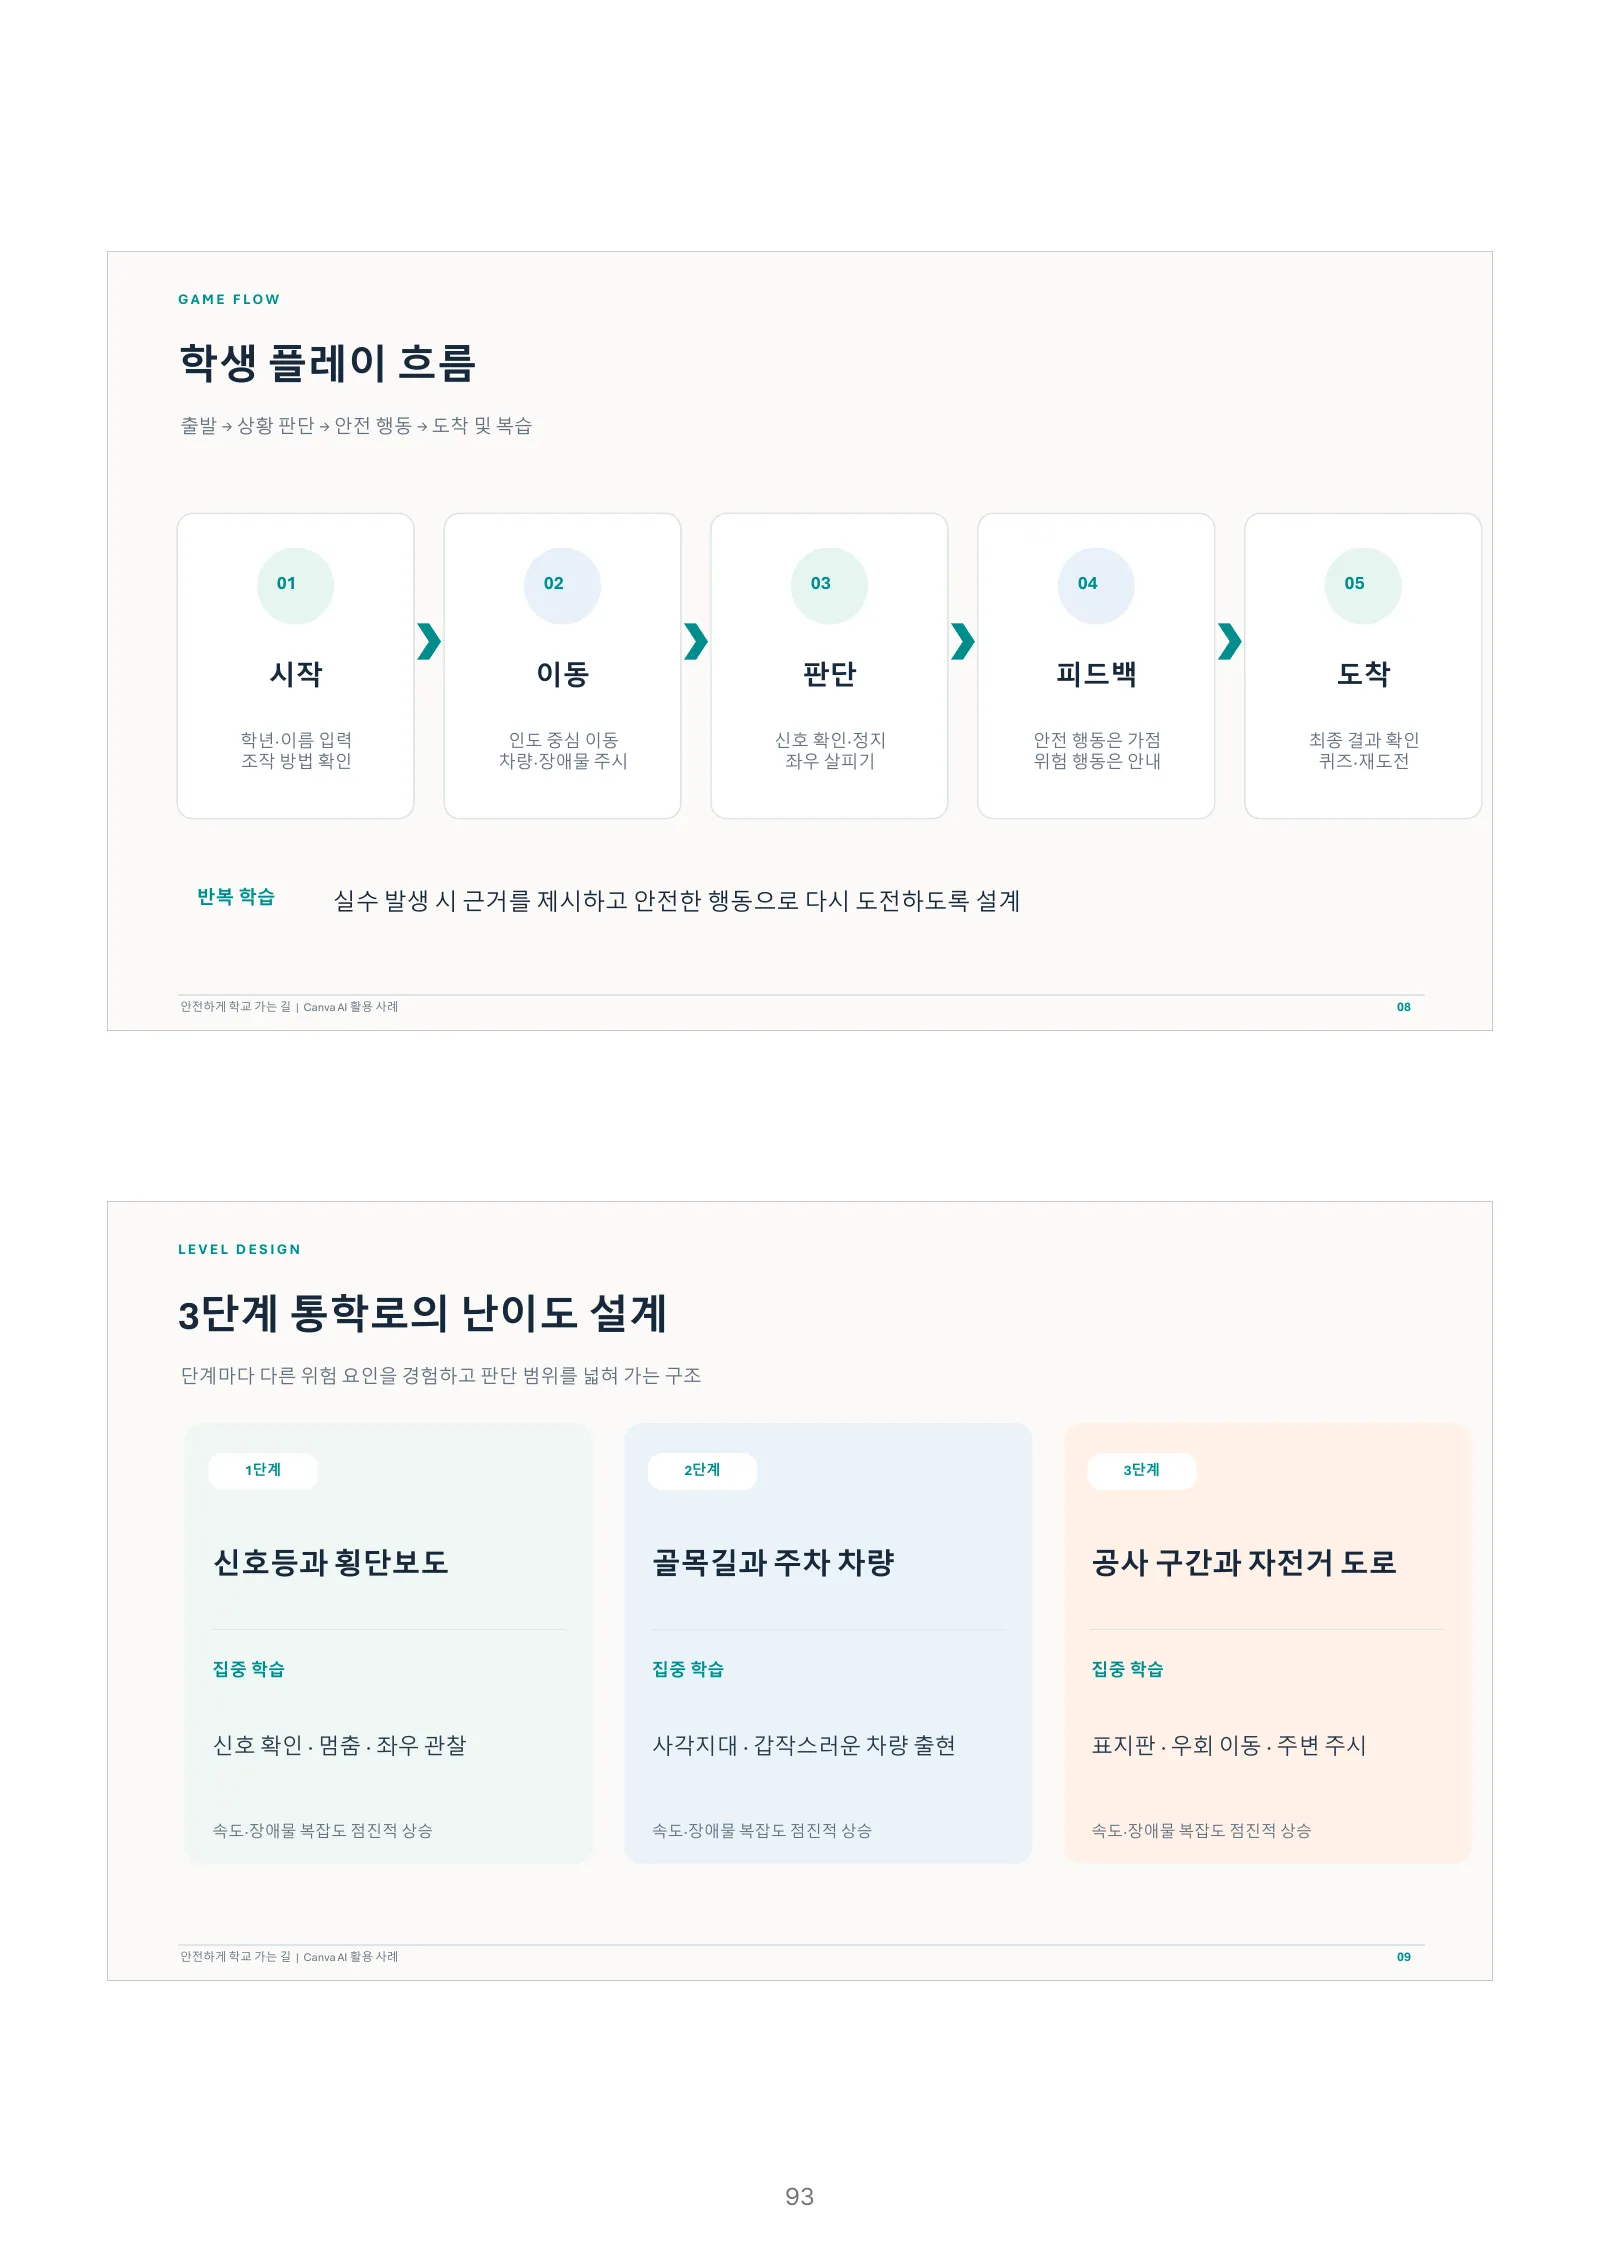 GAME FLOW
학생 플레이 흐름
출발 → 상황 판단 → 안전 행동 → 도착 및 복습
01
시작
학년·이름 입력
조작 방법 확인
02
이동
인도 중심 이동
차량·장애물 주시
03
판단
신호 확인·정지
좌우 살피기
04
피드백
안전 행동은 가점
위험 행동은 안내
05
도착
최종 결과 확인
퀴즈·재도전
반복 학습
실수 발생 시 근거를 제시하고 안전한 행동으로 다시 도전하도록 설계
안전하게 학교 가는 길 | Canva AI 활용 사례
08
LEVEL DESIGN
3단계 통학로의 난이도 설계
단계마다 다른 위험 요인을 경험하고 판단 범위를 넓혀 가는 구조
1단계
신호등과 횡단보도
집중 학습
신호 확인 · 멈춤 · 좌우 관찰
속도·장애물 복잡도 점진적 상승
2단계
골목길과 주차 차량
집중 학습
사각지대 · 갑작스러운 차량 출현
속도·장애물 복잡도 점진적 상승
3단계
공사 구간과 자전거 도로
집중 학습
표지판 · 우회 이동 · 주변 주시
속도·장애물 복잡도 점진적 상승
안전하게 학교 가는 길 | Canva AI 활용 사례
09
93